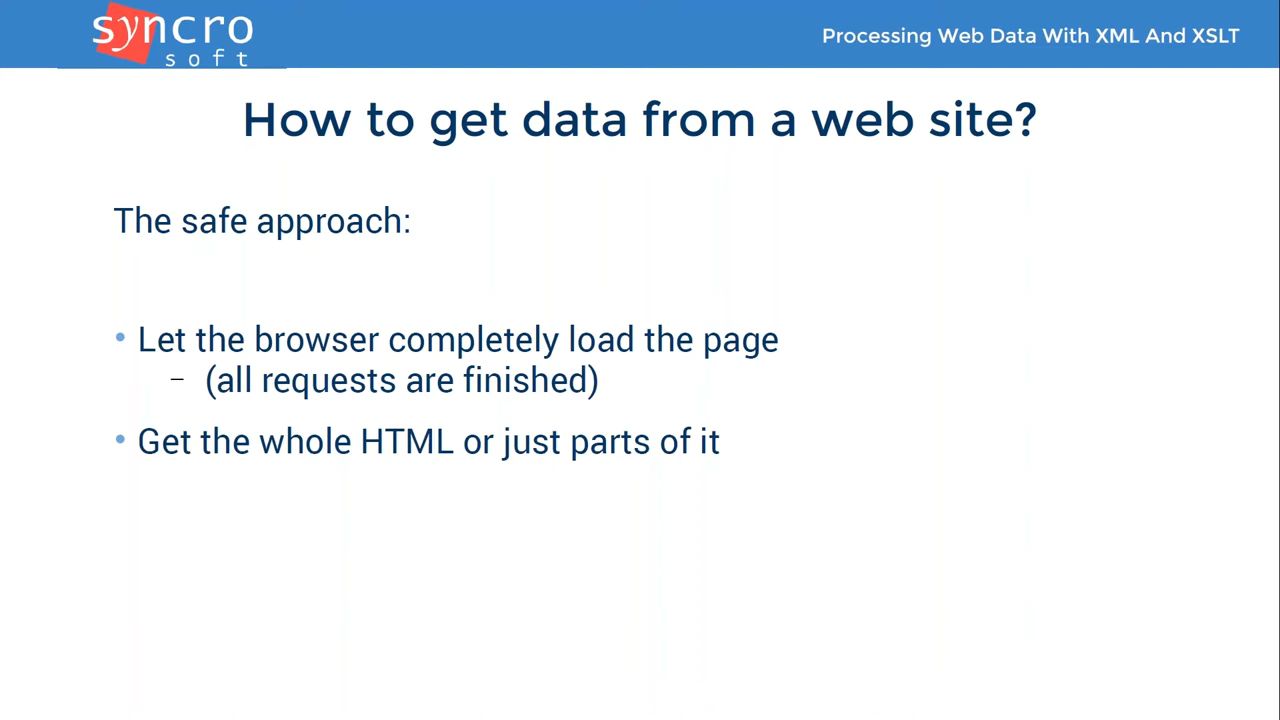 syncro
soft
Processing Web Data With XML And XSLT
How to get data from a web site?
The safe approach:
• Let the browser completely load the page
– (all requests are finished)
• Get the whole HTML or just parts of it